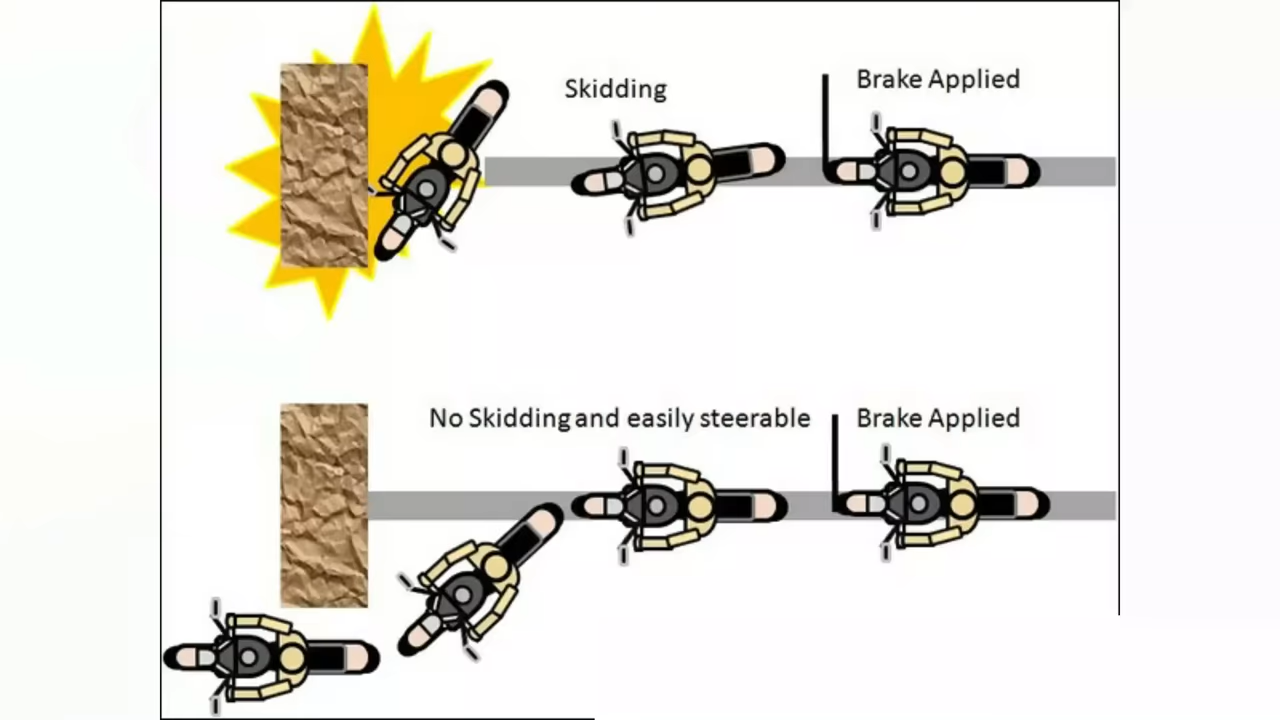 Skidding
Brake Applied
No Skidding and easily steerable
Brake Applied